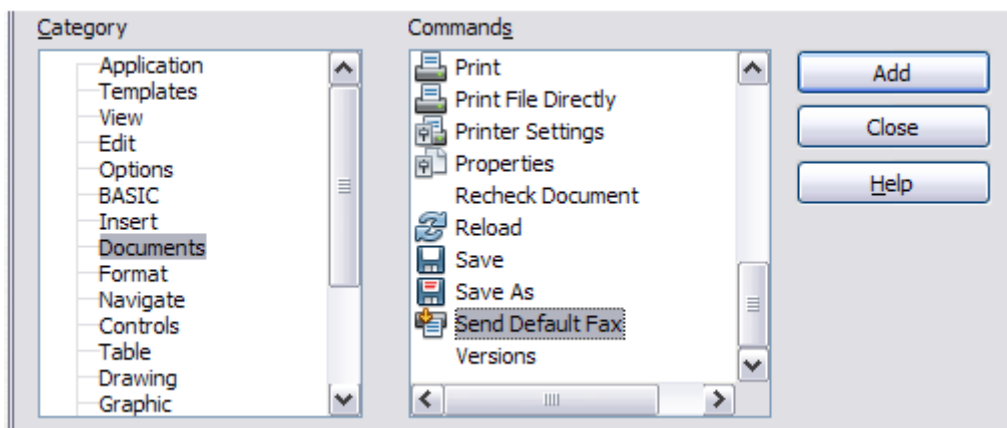 Category
Application
Templates
View
Edit
Options
BASIC
Insert
Documents
Format
Navigate
Controls
Table
Drawing
Graphic
Commands
Print
Print File Directly
Printer Settings
Properties
Recheck Document
Reload
Save
Save As
Send Default Fax
Versions
Add
Close
Help